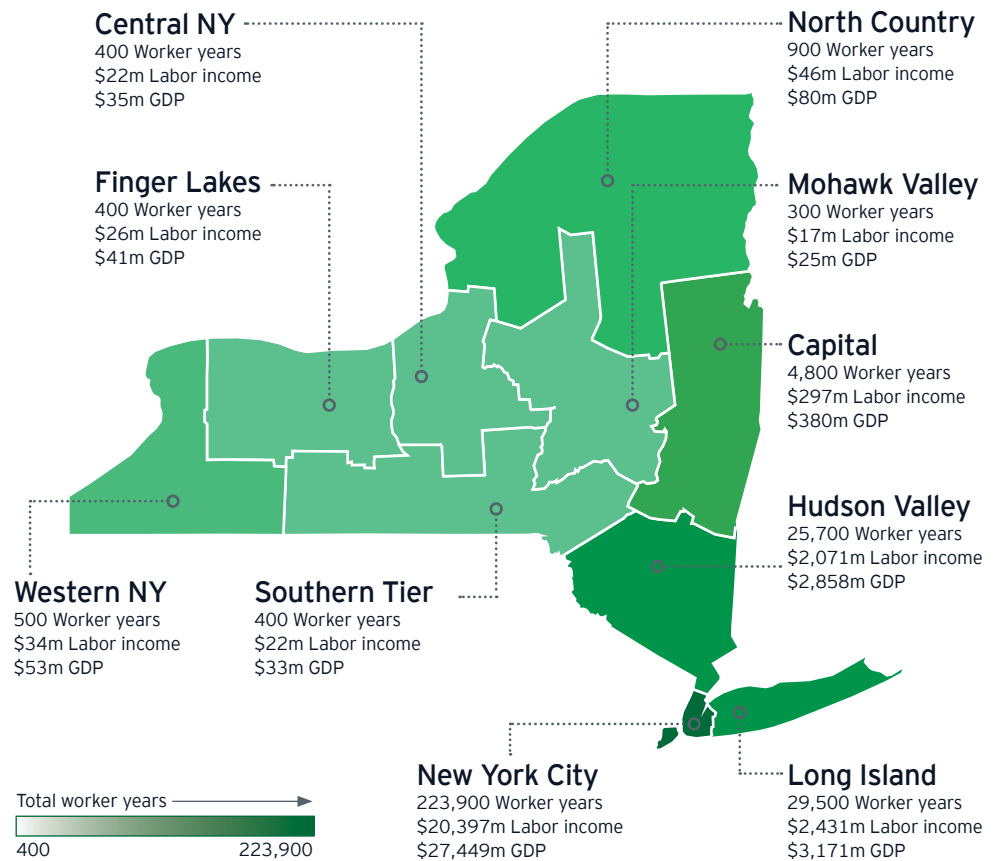 Central NY
400 Worker years
$22m Labor income
$35m GDP
North Country
900 Worker years
$46m Labor income
$80m GDP
Finger Lakes
400 Worker years
$26m Labor income
$41m GDP
Mohawk Valley
300 Worker years
$17m Labor income
$25m GDP
Capital
4,800 Worker years
$297m Labor income
$380m GDP
Hudson Valley
25,700 Worker years
$2,071m Labor income
$2,858m GDP
Western NY
500 Worker years
$34m Labor income
$53m GDP
Southern Tier
400 Worker years
$22m Labor income
$33m GDP
New York City
223,900 Worker years
$20,397m Labor income
$27,449m GDP
Long Island
29,500 Worker years
$2,431m Labor income
$3,171m GDP
Total worker years
400 223,900